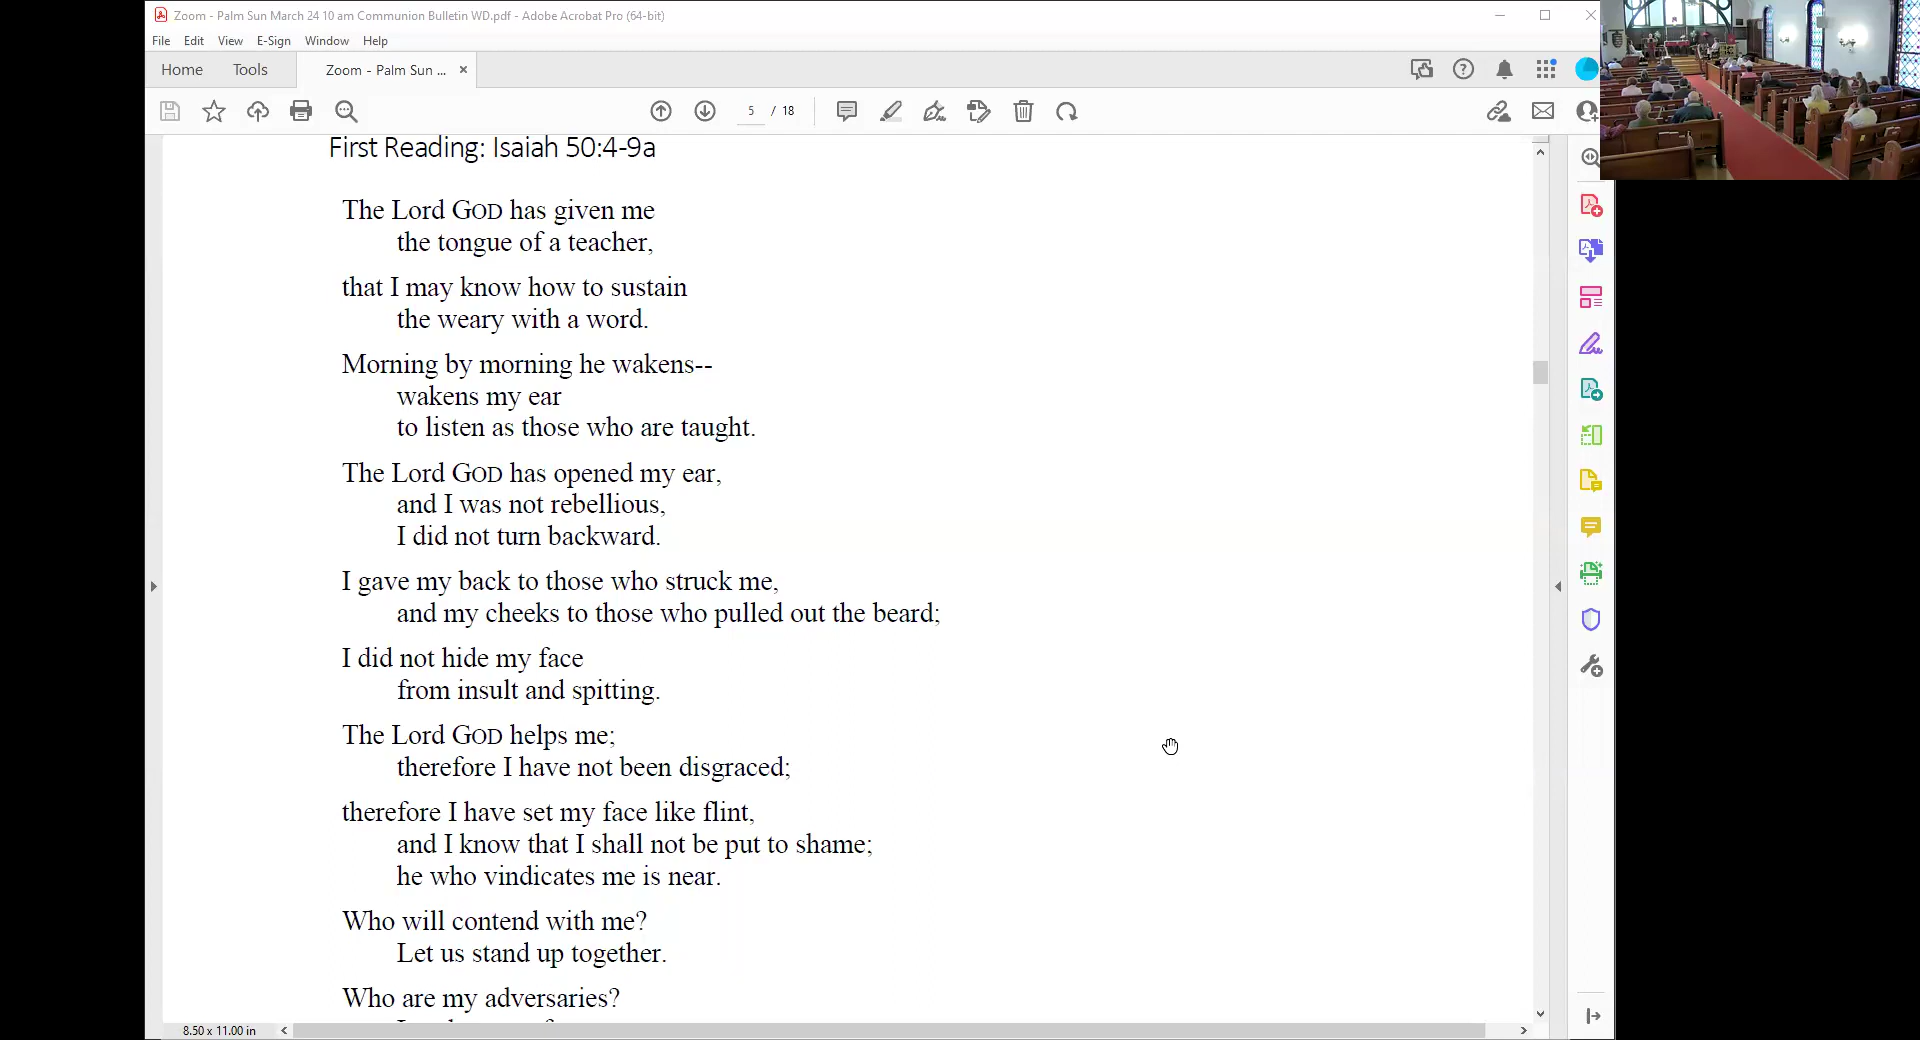 Zoom - Palm Sun March 24 10 am Communion Bulletin WD.pdf - Adobe Acrobat Pro (64-bit)
File Edit View E-Sign Window Help
Home Tools Zoom - Palm Sun ...
5 / 18
First Reading: Isaiah 50:4-9a
The Lord GOD has given me
the tongue of a teacher,
that I may know how to sustain
the weary with a word.
Morning by morning he wakens--
wakens my ear
to listen as those who are taught.
The Lord GOD has opened my ear,
and I was not rebellious,
I did not turn backward.
I gave my back to those who struck me,
and my cheeks to those who pulled out the beard;
I did not hide my face
from insult and spitting.
The Lord GOD helps me;
therefore I have not been disgraced;
therefore I have set my face like flint,
and I know that I shall not be put to shame;
he who vindicates me is near.
Who will contend with me?
Let us stand up together.
Who are my adversaries?
8.50 x 11.00 in